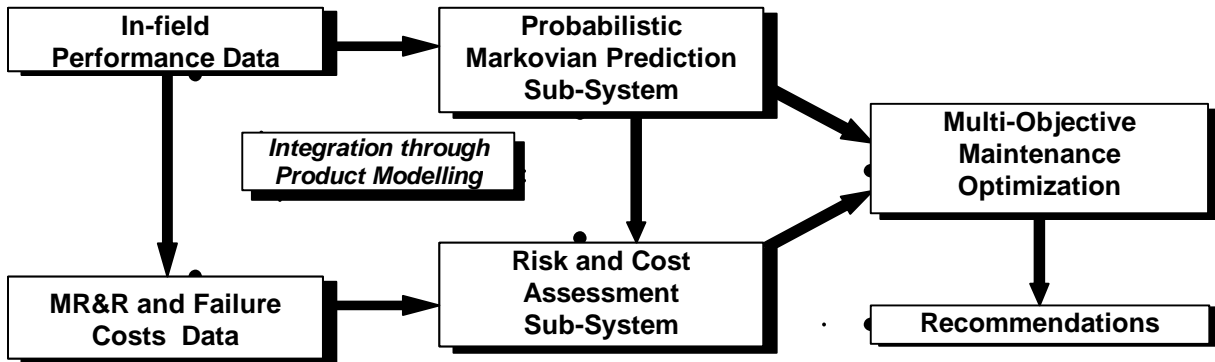 In-field
Performance Data
Probabilistic
Markovian Prediction
Sub-System
Multi-Objective
Maintenance
Optimization
Integration through
Product Modelling
MR&R and Failure
Costs Data
Risk and Cost
Assessment
Sub-System
Recommendations